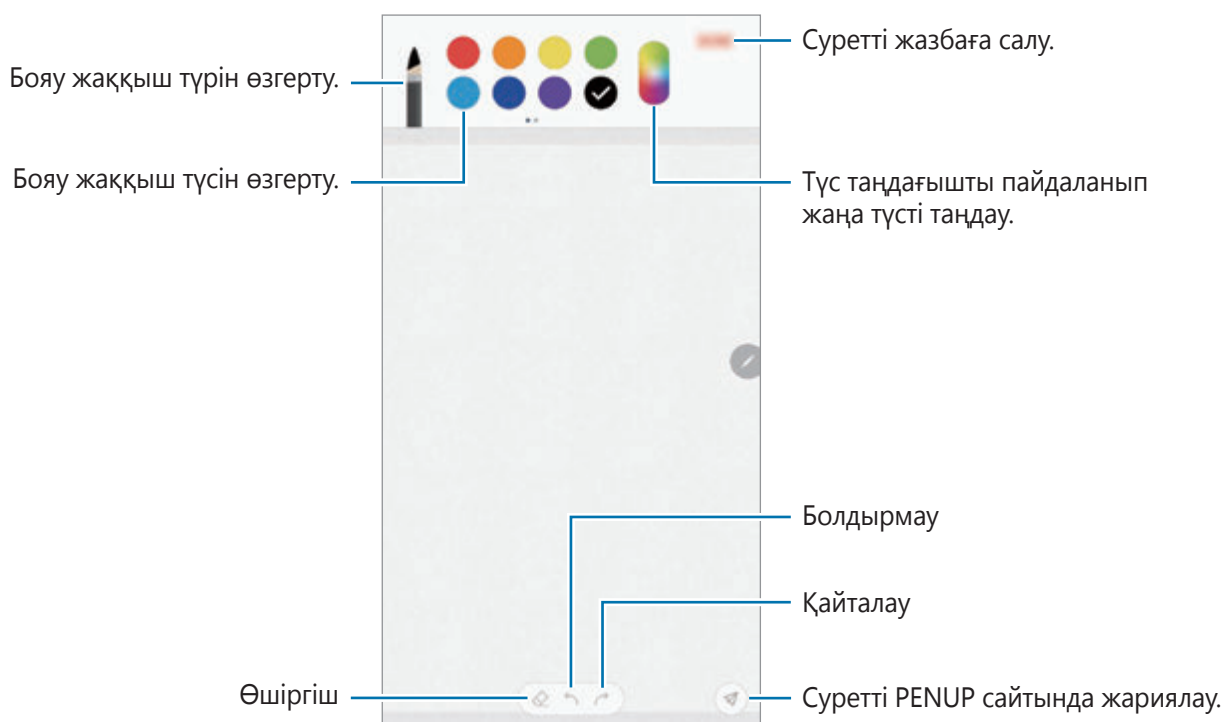 Суретті жазбаға салу.
Бояу жаққыш түрін өзгерту.
Бояу жаққыш түсін өзгерту.
Түс таңдағышты пайдаланып
жаңа түсті таңдау.
Болдырмау
Қайталау
Өшіргіш
Суретті PENUP сайтында жариялау.